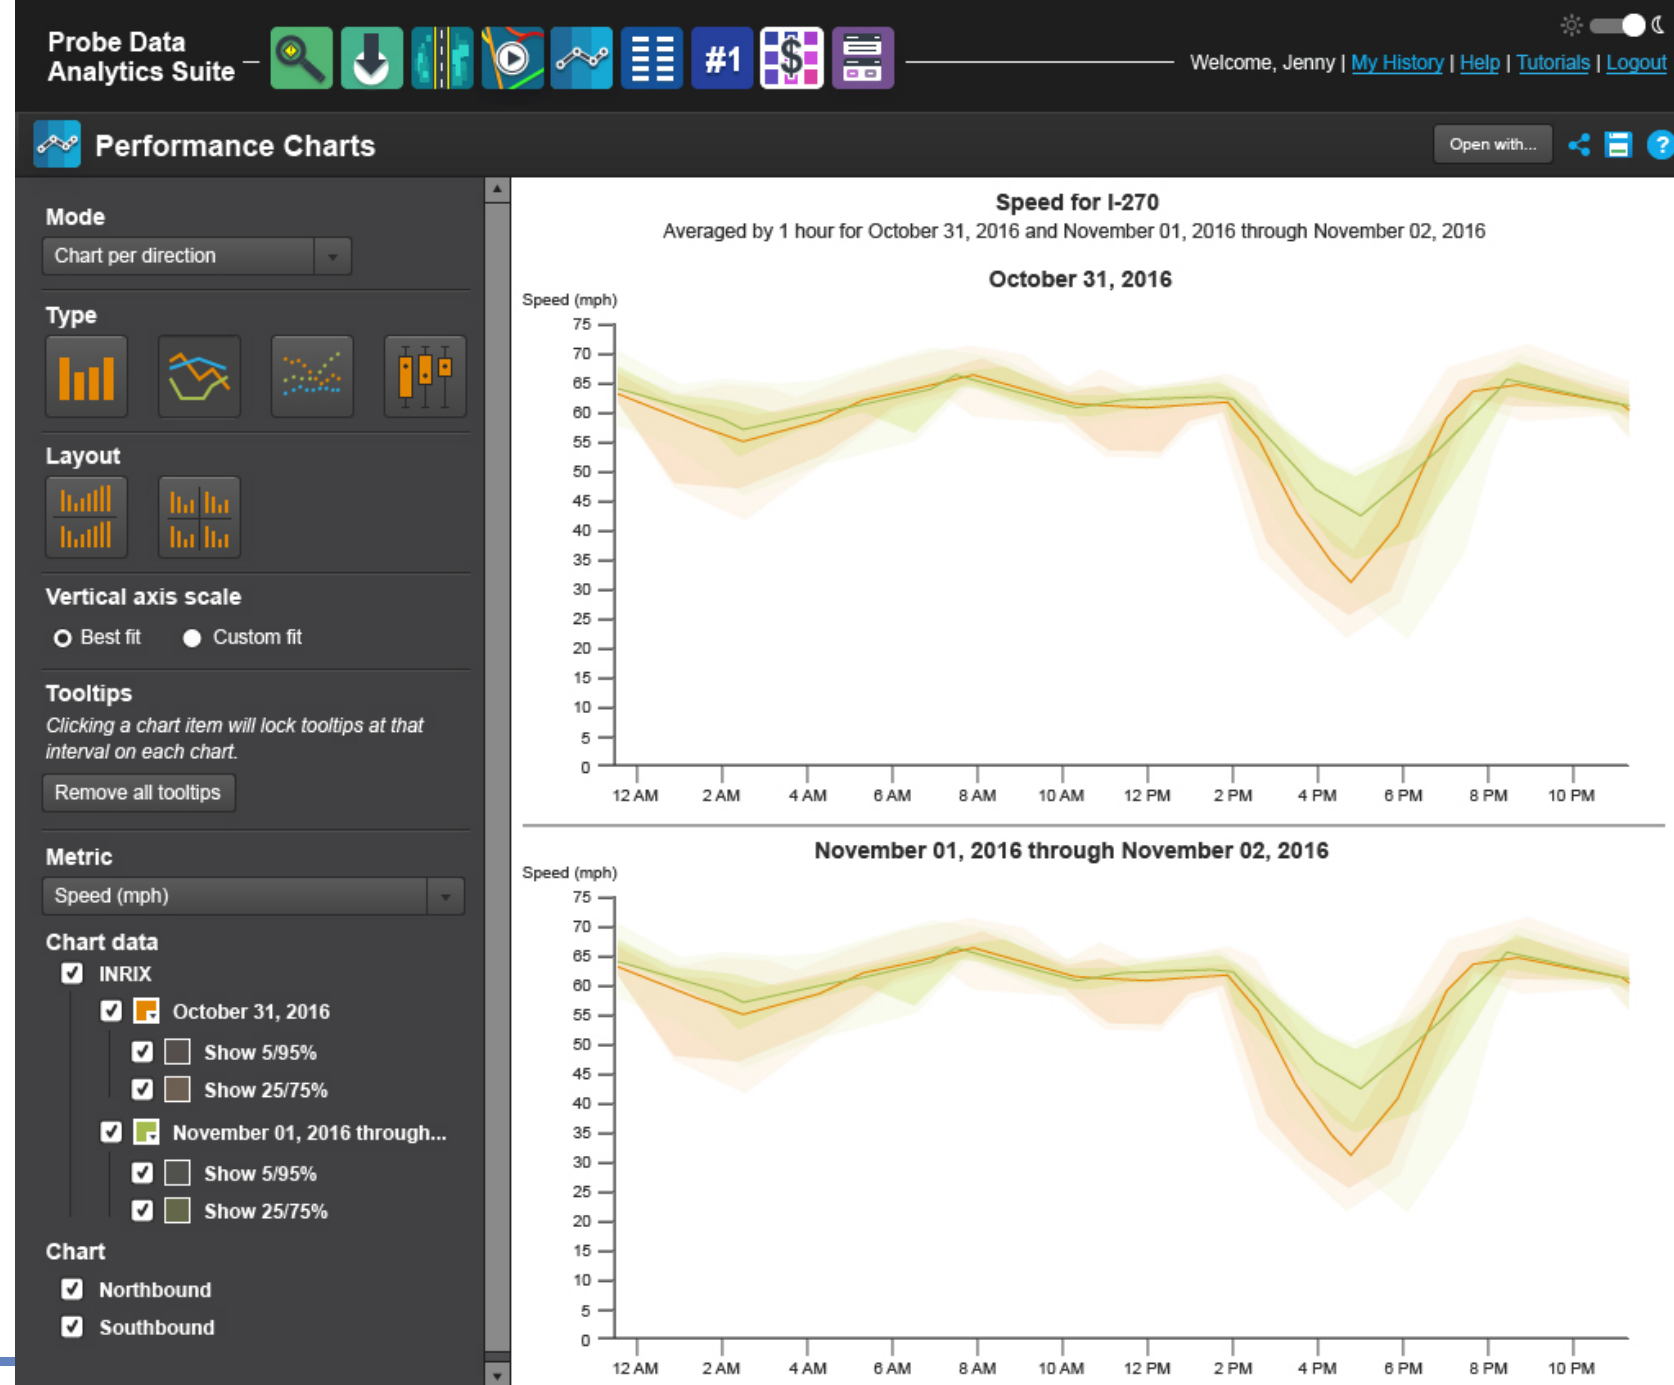 Probe Data
Analytics Suite
#1
$
Welcome, Jenny | My History | Help | Tutorials | Logout
Performance Charts
Open with...
?
Mode
Chart per direction
Type
Layout
Vertical axis scale
Best fit
Custom fit
Tooltips
Clicking a chart item will lock tooltips at that
interval on each chart.
Remove all tooltips
Metric
Speed (mph)
Chart data
INRIX
October 31, 2016
Show 5/95%
Show 25/75%
November 01, 2016 through...
Show 5/95%
Show 25/75%
Chart
Northbound
Southbound
Speed for I-270
Averaged by 1 hour for October 31, 2016 and November 01, 2016 through November 02, 2016
October 31, 2016
Speed (mph)
75
70
65
60
55
50
45
40
35
30
25
20
15
10
5
0
12 AM 2 AM 4 AM 6 AM 8 AM 10 AM 12 PM 2 PM 4 PM 6 PM 8 PM 10 PM
November 01, 2016 through November 02, 2016
Speed (mph)
75
70
65
60
55
50
45
40
35
30
25
20
15
10
5
0
12 AM 2 AM 4 AM 6 AM 8 AM 10 AM 12 PM 2 PM 4 PM 6 PM 8 PM 10 PM